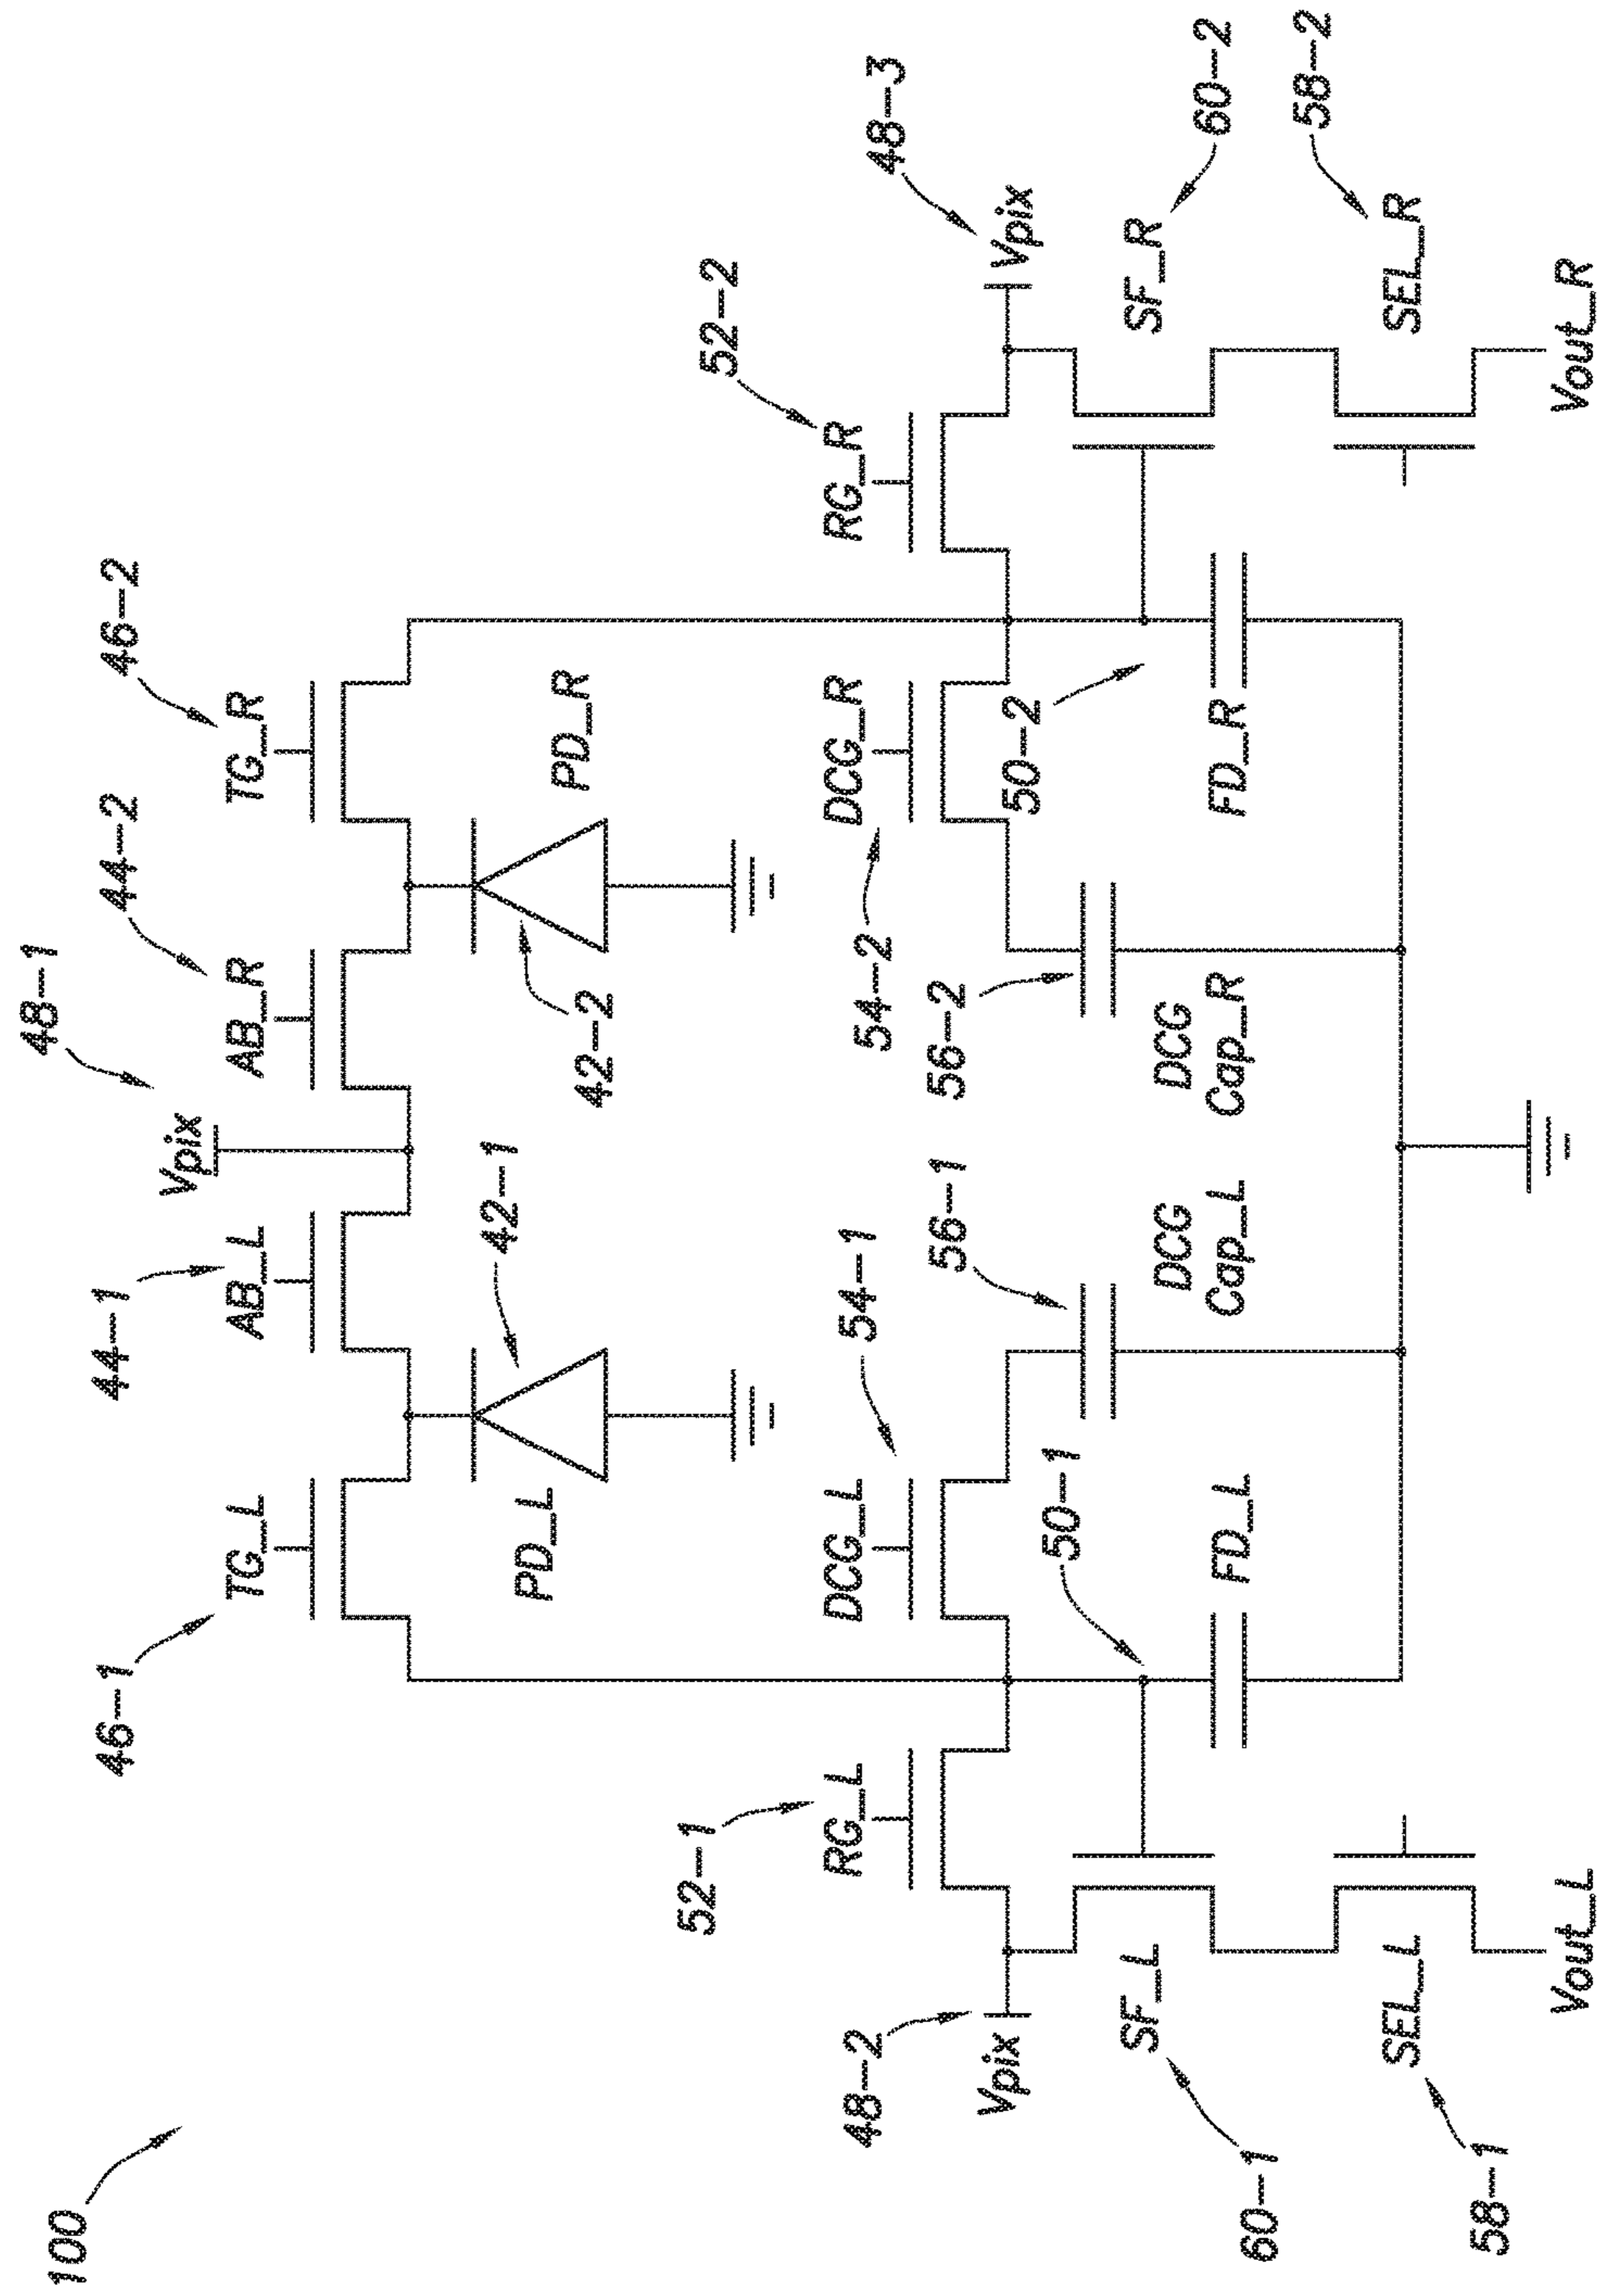 100
48-1
46-1
44-1
44-2
46-2
Vpix
TG_L
AB_L
AB_R
TG_R
42-1
PD_L
PD_R
42-2
52-1
54-1
52-2
48-3
RG_L
DCG_L
DCG_R
RG_R
48-2
54-2
Vpix
Vpix
50-1
56-1
56-2
50-2
SF_L
DCG
Cap_L
DCG
Cap_R
SF_R
60-2
FD_L
FD_R
60-1
SEL_L
SEL_R
58-2
58-1
Vout_L
Vout_R